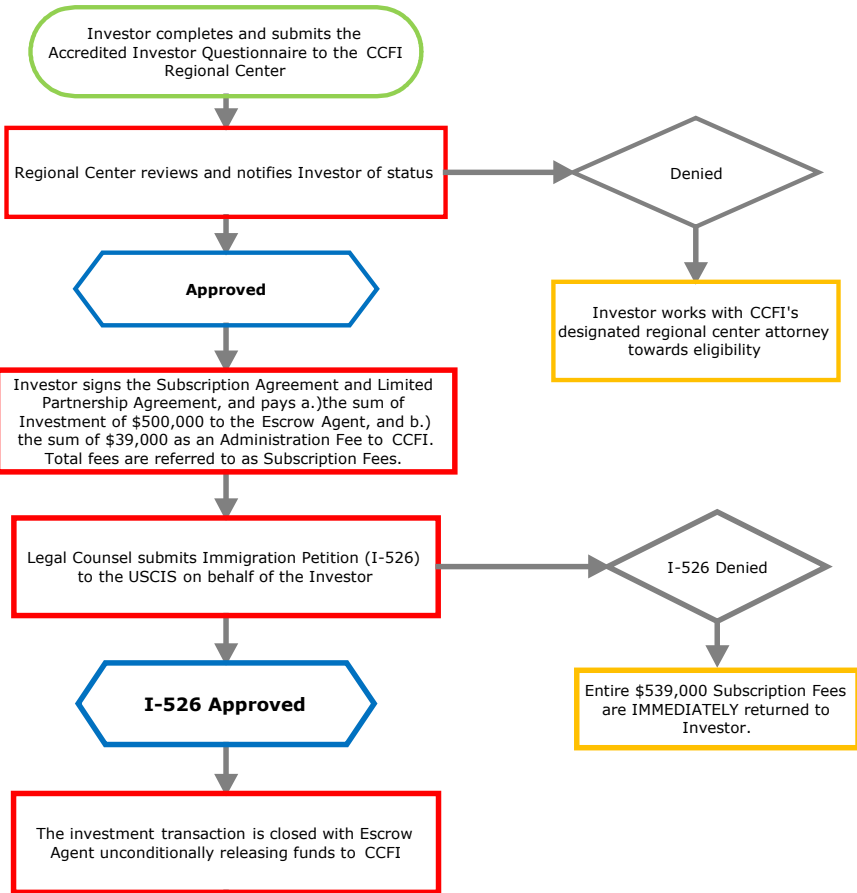 Investor completes and submits the
Accredited Investor Questionnaire to the CCFI
Regional Center
Regional Center reviews and notifies Investor of status
Denied
Approved
Investor works with CCFI's
designated regional center attorney
towards eligibility
Investor signs the Subscription Agreement and Limited
Partnership Agreement, and pays a.)the sum of
Investment of $500,000 to the Escrow Agent, and b.)
the sum of $39,000 as an Administration Fee to CCFI.
Total fees are referred to as Subscription Fees.
Legal Counsel submits Immigration Petition (I-526)
to the USCIS on behalf of the Investor
I-526 Denied
I-526 Approved
Entire $539,000 Subscription Fees
are IMMEDIATELY returned to
Investor.
The investment transaction is closed with Escrow
Agent unconditionally releasing funds to CCFI